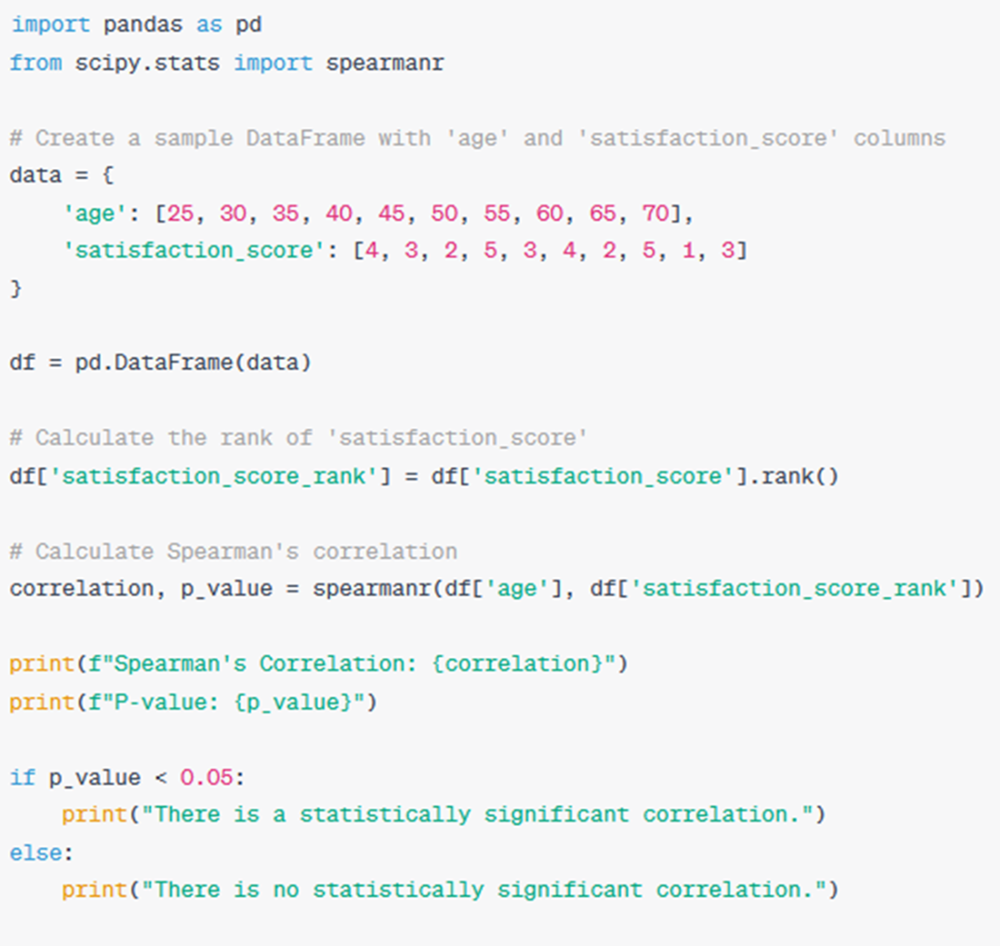 import pandas as pd
from scipy.stats import spearmanr
# Create a sample DataFrame with 'age' and 'satisfaction_score' columns
data = {
    'age': [25, 30, 35, 40, 45, 50, 55, 60, 65, 70],
    'satisfaction_score': [4, 3, 2, 5, 3, 4, 2, 5, 1, 3]
}
df = pd.DataFrame(data)
# Calculate the rank of 'satisfaction_score'
df['satisfaction_score_rank'] = df['satisfaction_score'].rank()
# Calculate Spearman's correlation
correlation, p_value = spearmanr(df['age'], df['satisfaction_score_rank'])
print(f"Spearman's Correlation: {correlation}")
print(f"P-value: {p_value}")
if p_value < 0.05:
    print("There is a statistically significant correlation.")
else:
    print("There is no statistically significant correlation.")